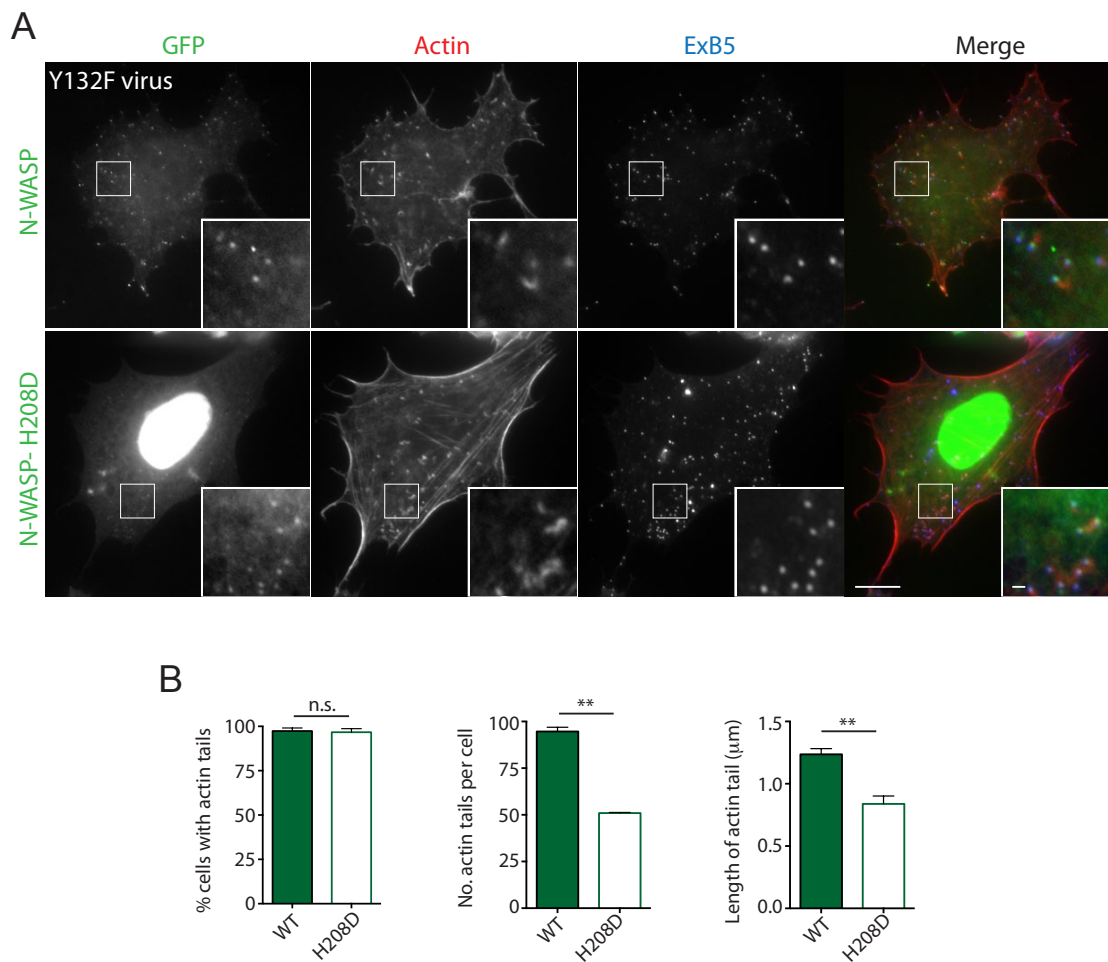 A
GFP
Actin
ExB5
Merge
Y132F virus
N-WASP
N-WASP- H208D
B
% cells with actin tails
100
75
50
25
0
n.s.
WT
H208D
No. actin tails per cell
100
75
50
25
0
**
WT
H208D
Length of actin tail (μm)
1.5
1.0
0.5
0.0
**
WT
H208D